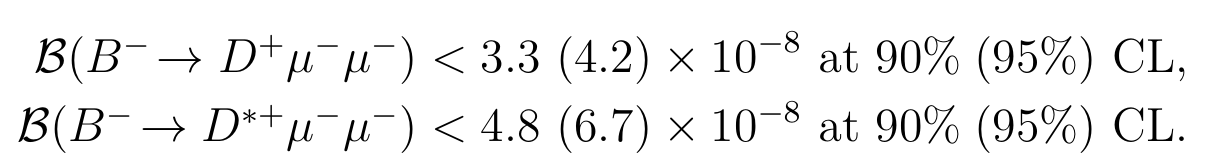 ℬ(B⁻ → D⁺μ⁻μ⁻) < 3.3 (4.2) × 10⁻⁸ at 90% (95%) CL,
ℬ(B⁻ → D*⁺μ⁻μ⁻) < 4.8 (6.7) × 10⁻⁸ at 90% (95%) CL.